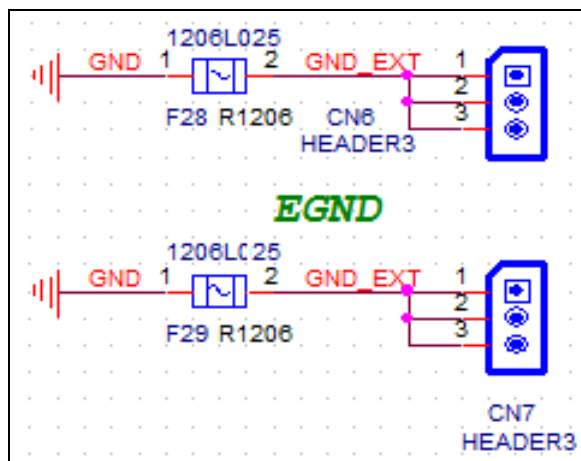 1206L025
GND 1 2 GND_EXT 1
2
3
F28 R1206 CN6
HEADER3
EGND
1206L025
GND 1 2 GND_EXT 1
2
3
F29 R1206
CN7
HEADER3